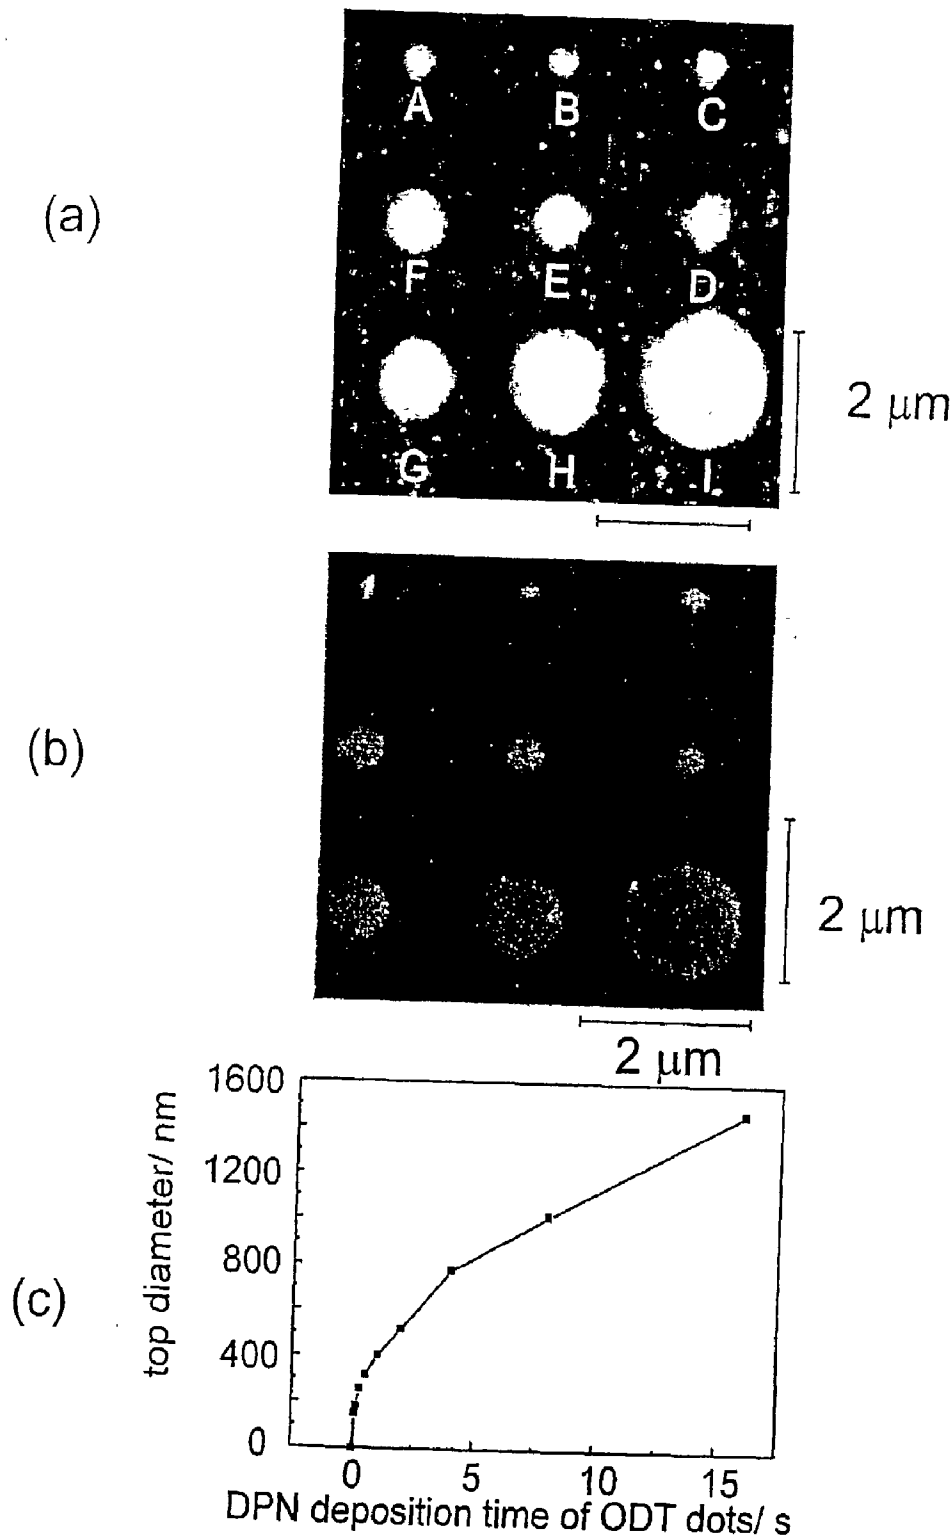 (a)
A B C
F E D
G H I
2 μm
(b)
2 μm
2 μm
(c)
top diameter/ nm
1600
1200
800
400
0
0 5 10 15
DPN deposition time of ODT dots/ s